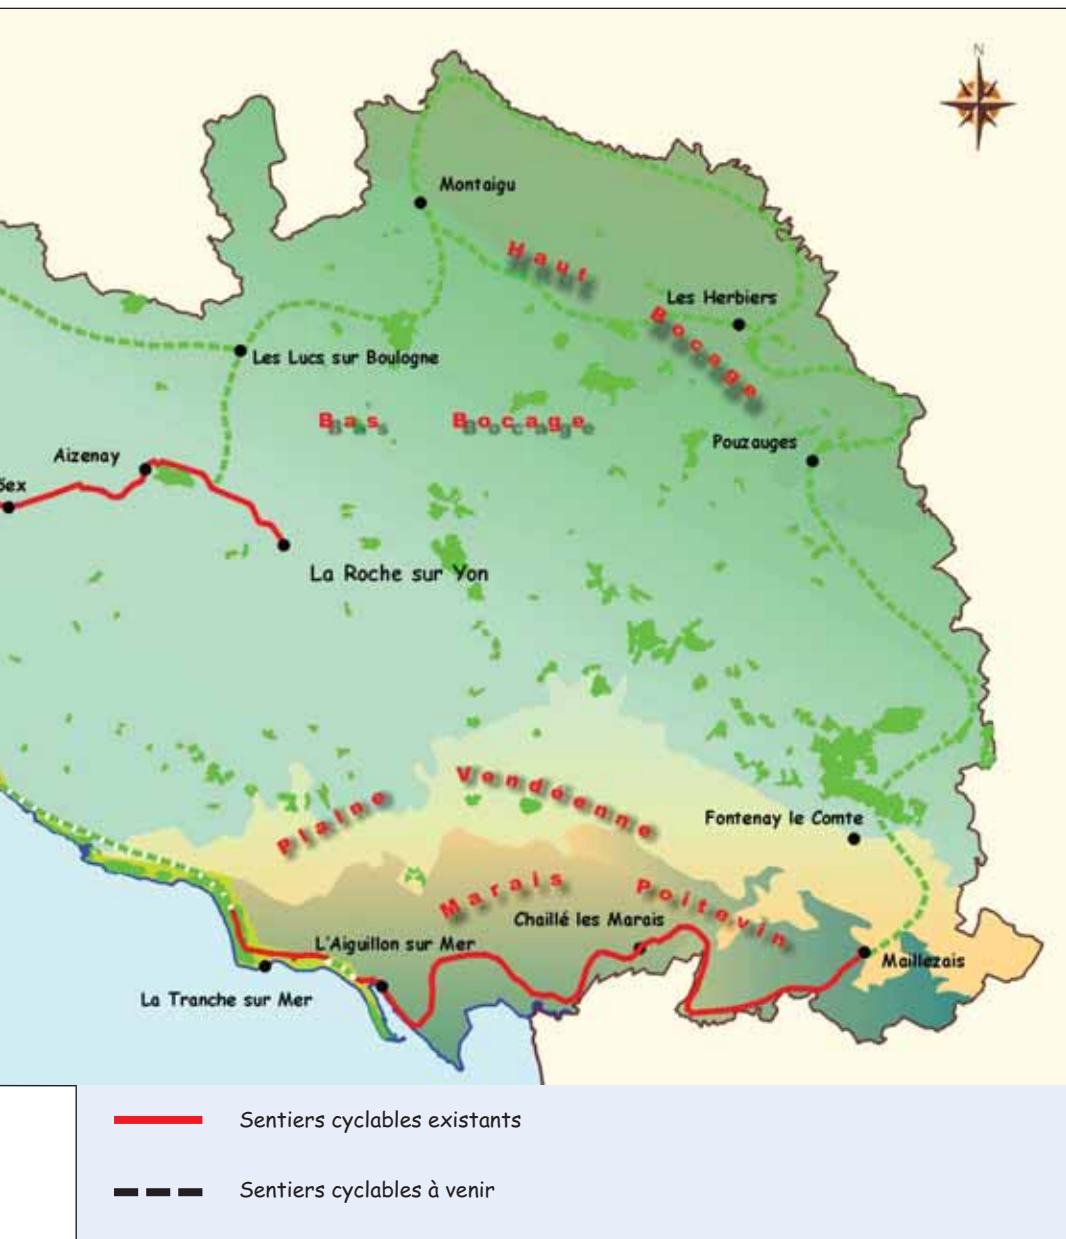 N
Montaigu
Haut
Les Herbiers
Bocage
Les Lucs sur Boulogne
Bas Bocage
Pouzauges
Aizenay
öex
La Roche sur Yon
Plaine Vendéenne
Fontenay le Comte
Marais Poitevin
Chaillé les Marais
L'Aiguillon sur Mer
Maillezais
La Tranche sur Mer
Sentiers cyclables existants
Sentiers cyclables à venir